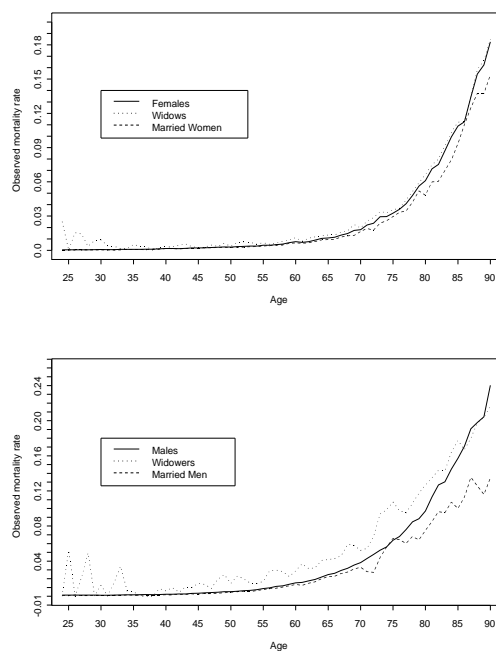 Observed mortality rate
0.18
0.15
0.12
0.09
0.06
0.03
0.0
Females
Widows
Married Women
25 30 35 40 45 50 55 60 65 70 75 80 85 90
Age
Observed mortality rate
0.24
0.20
0.16
0.12
0.08
0.04
-0.01
Males
Widowers
Married Men
25 30 35 40 45 50 55 60 65 70 75 80 85 90
Age